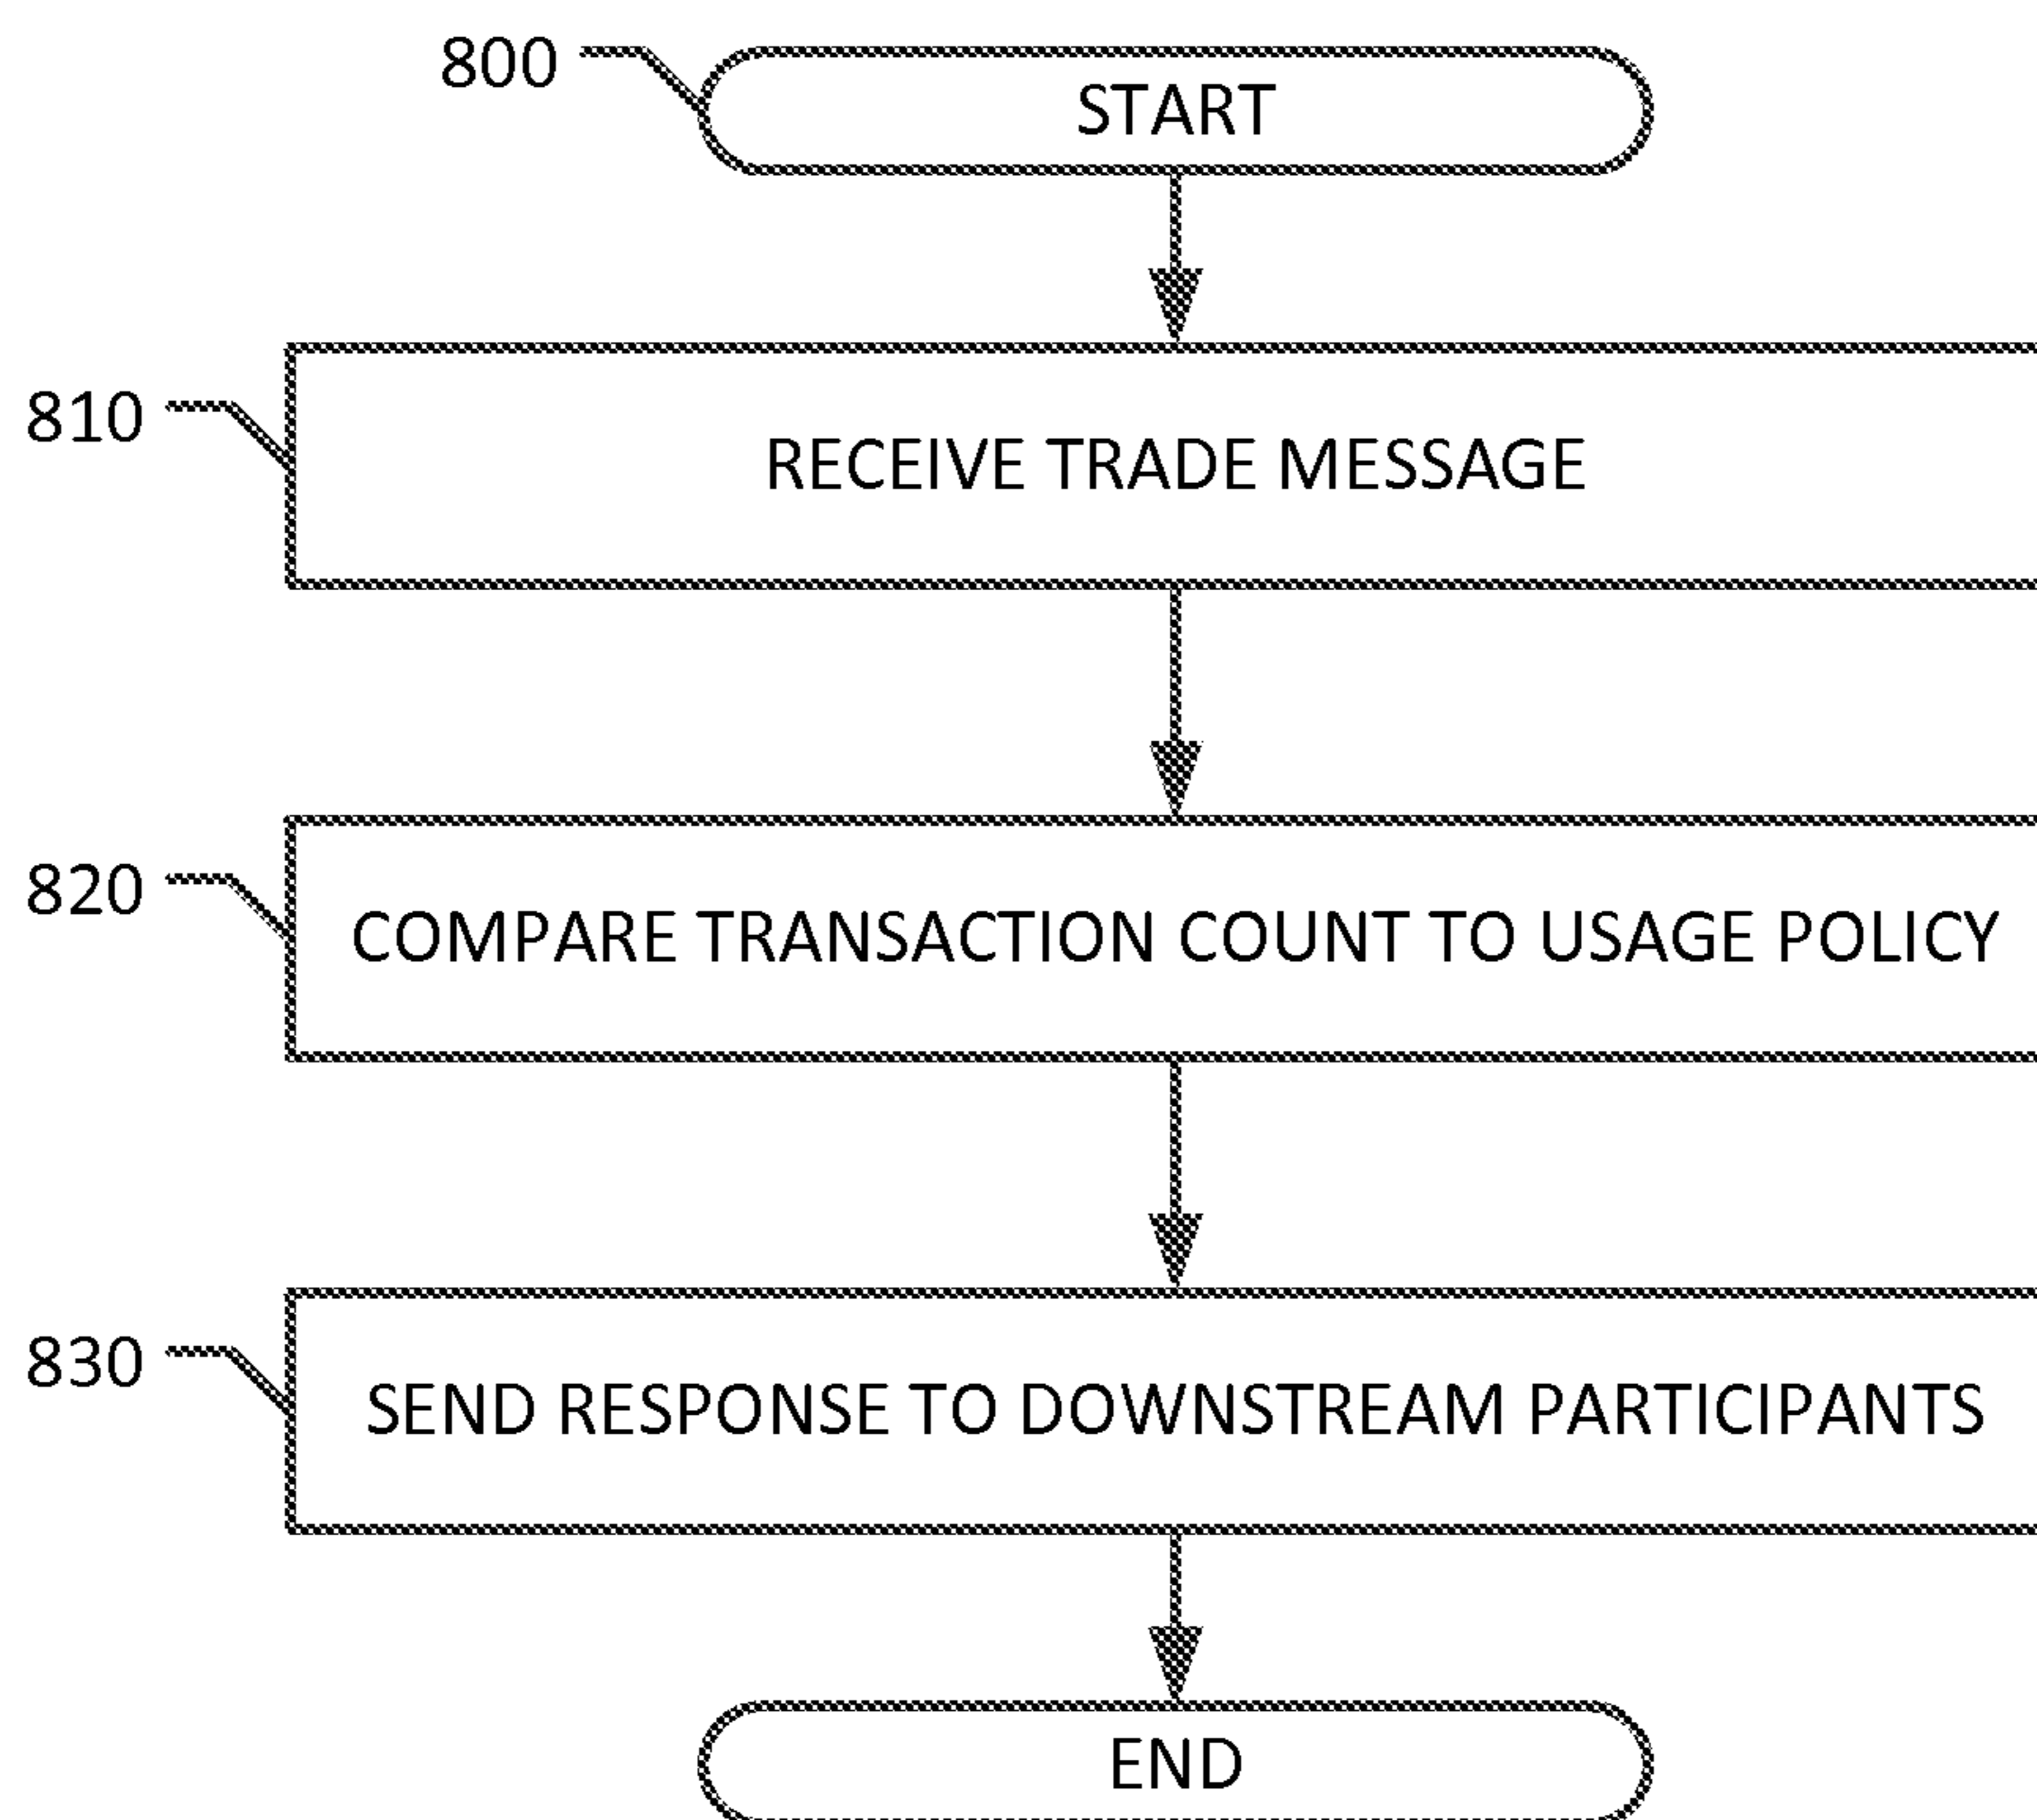 800
START
810
RECEIVE TRADE MESSAGE
820
COMPARE TRANSACTION COUNT TO USAGE POLICY
830
SEND RESPONSE TO DOWNSTREAM PARTICIPANTS
END